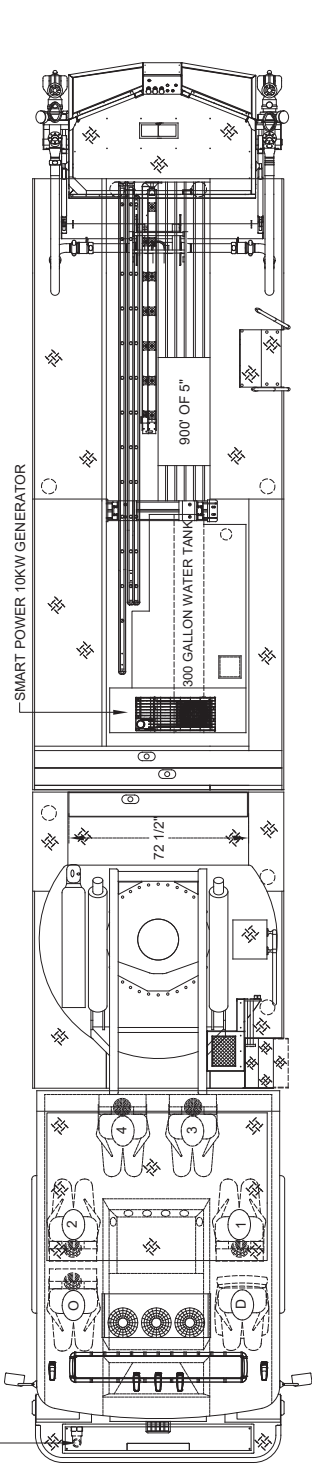 SMART POWER 10KW GENERATOR
900' OF 5"
300 GALLON WATER TANK
72 1/2"
4
3
2
1
O
D